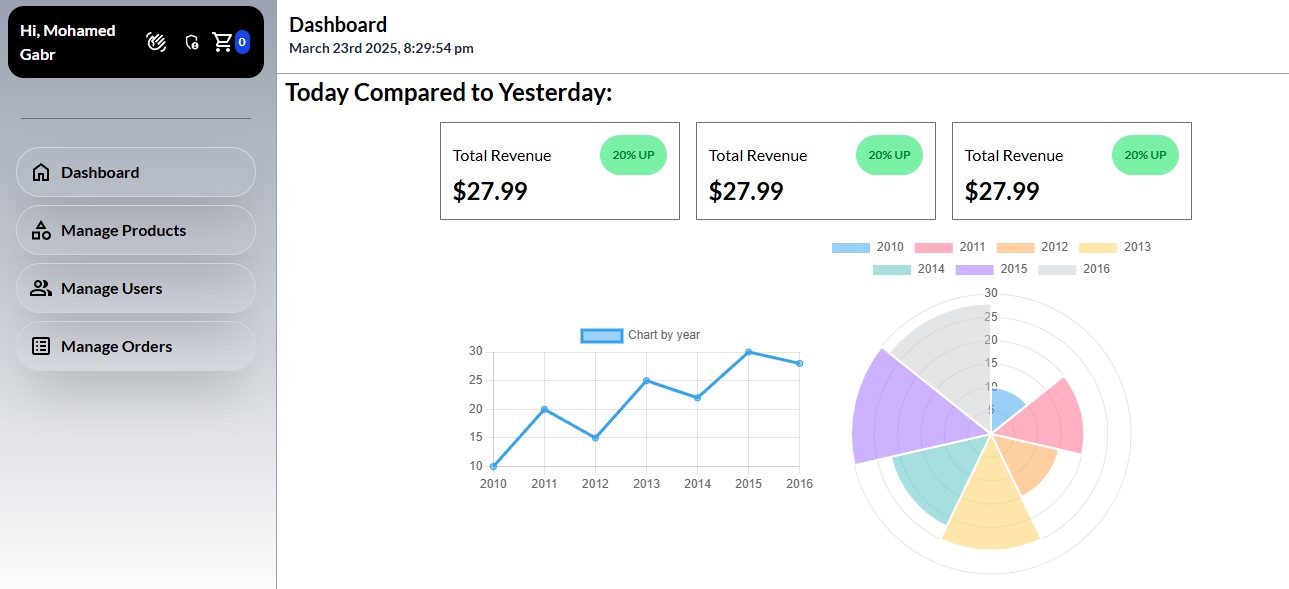 Hi, Mohamed
Gabr
0
Dashboard
Manage Products
Manage Users
Manage Orders
Dashboard
March 23rd 2025, 8:29:54 pm
Today Compared to Yesterday:
Total Revenue 20% UP
$27.99
Total Revenue 20% UP
$27.99
Total Revenue 20% UP
$27.99
Chart by year
30
25
20
15
10
2010 2011 2012 2013 2014 2015 2016
2010 2011 2012 2013
2014 2015 2016
30
25
20
15
10
5